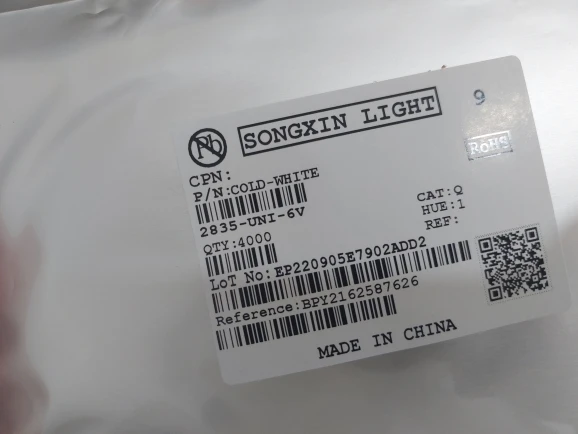 Pb
SONGXIN LIGHT
9
RoHS
CPN:
P/N:COLD-WHITE
2835-UNI-6V
CAT:Q
QTY:4000
HUE:1
REF:
LoT No:EP220905E7902ADD2
Reference:BPY2162587626
MADE IN CHINA